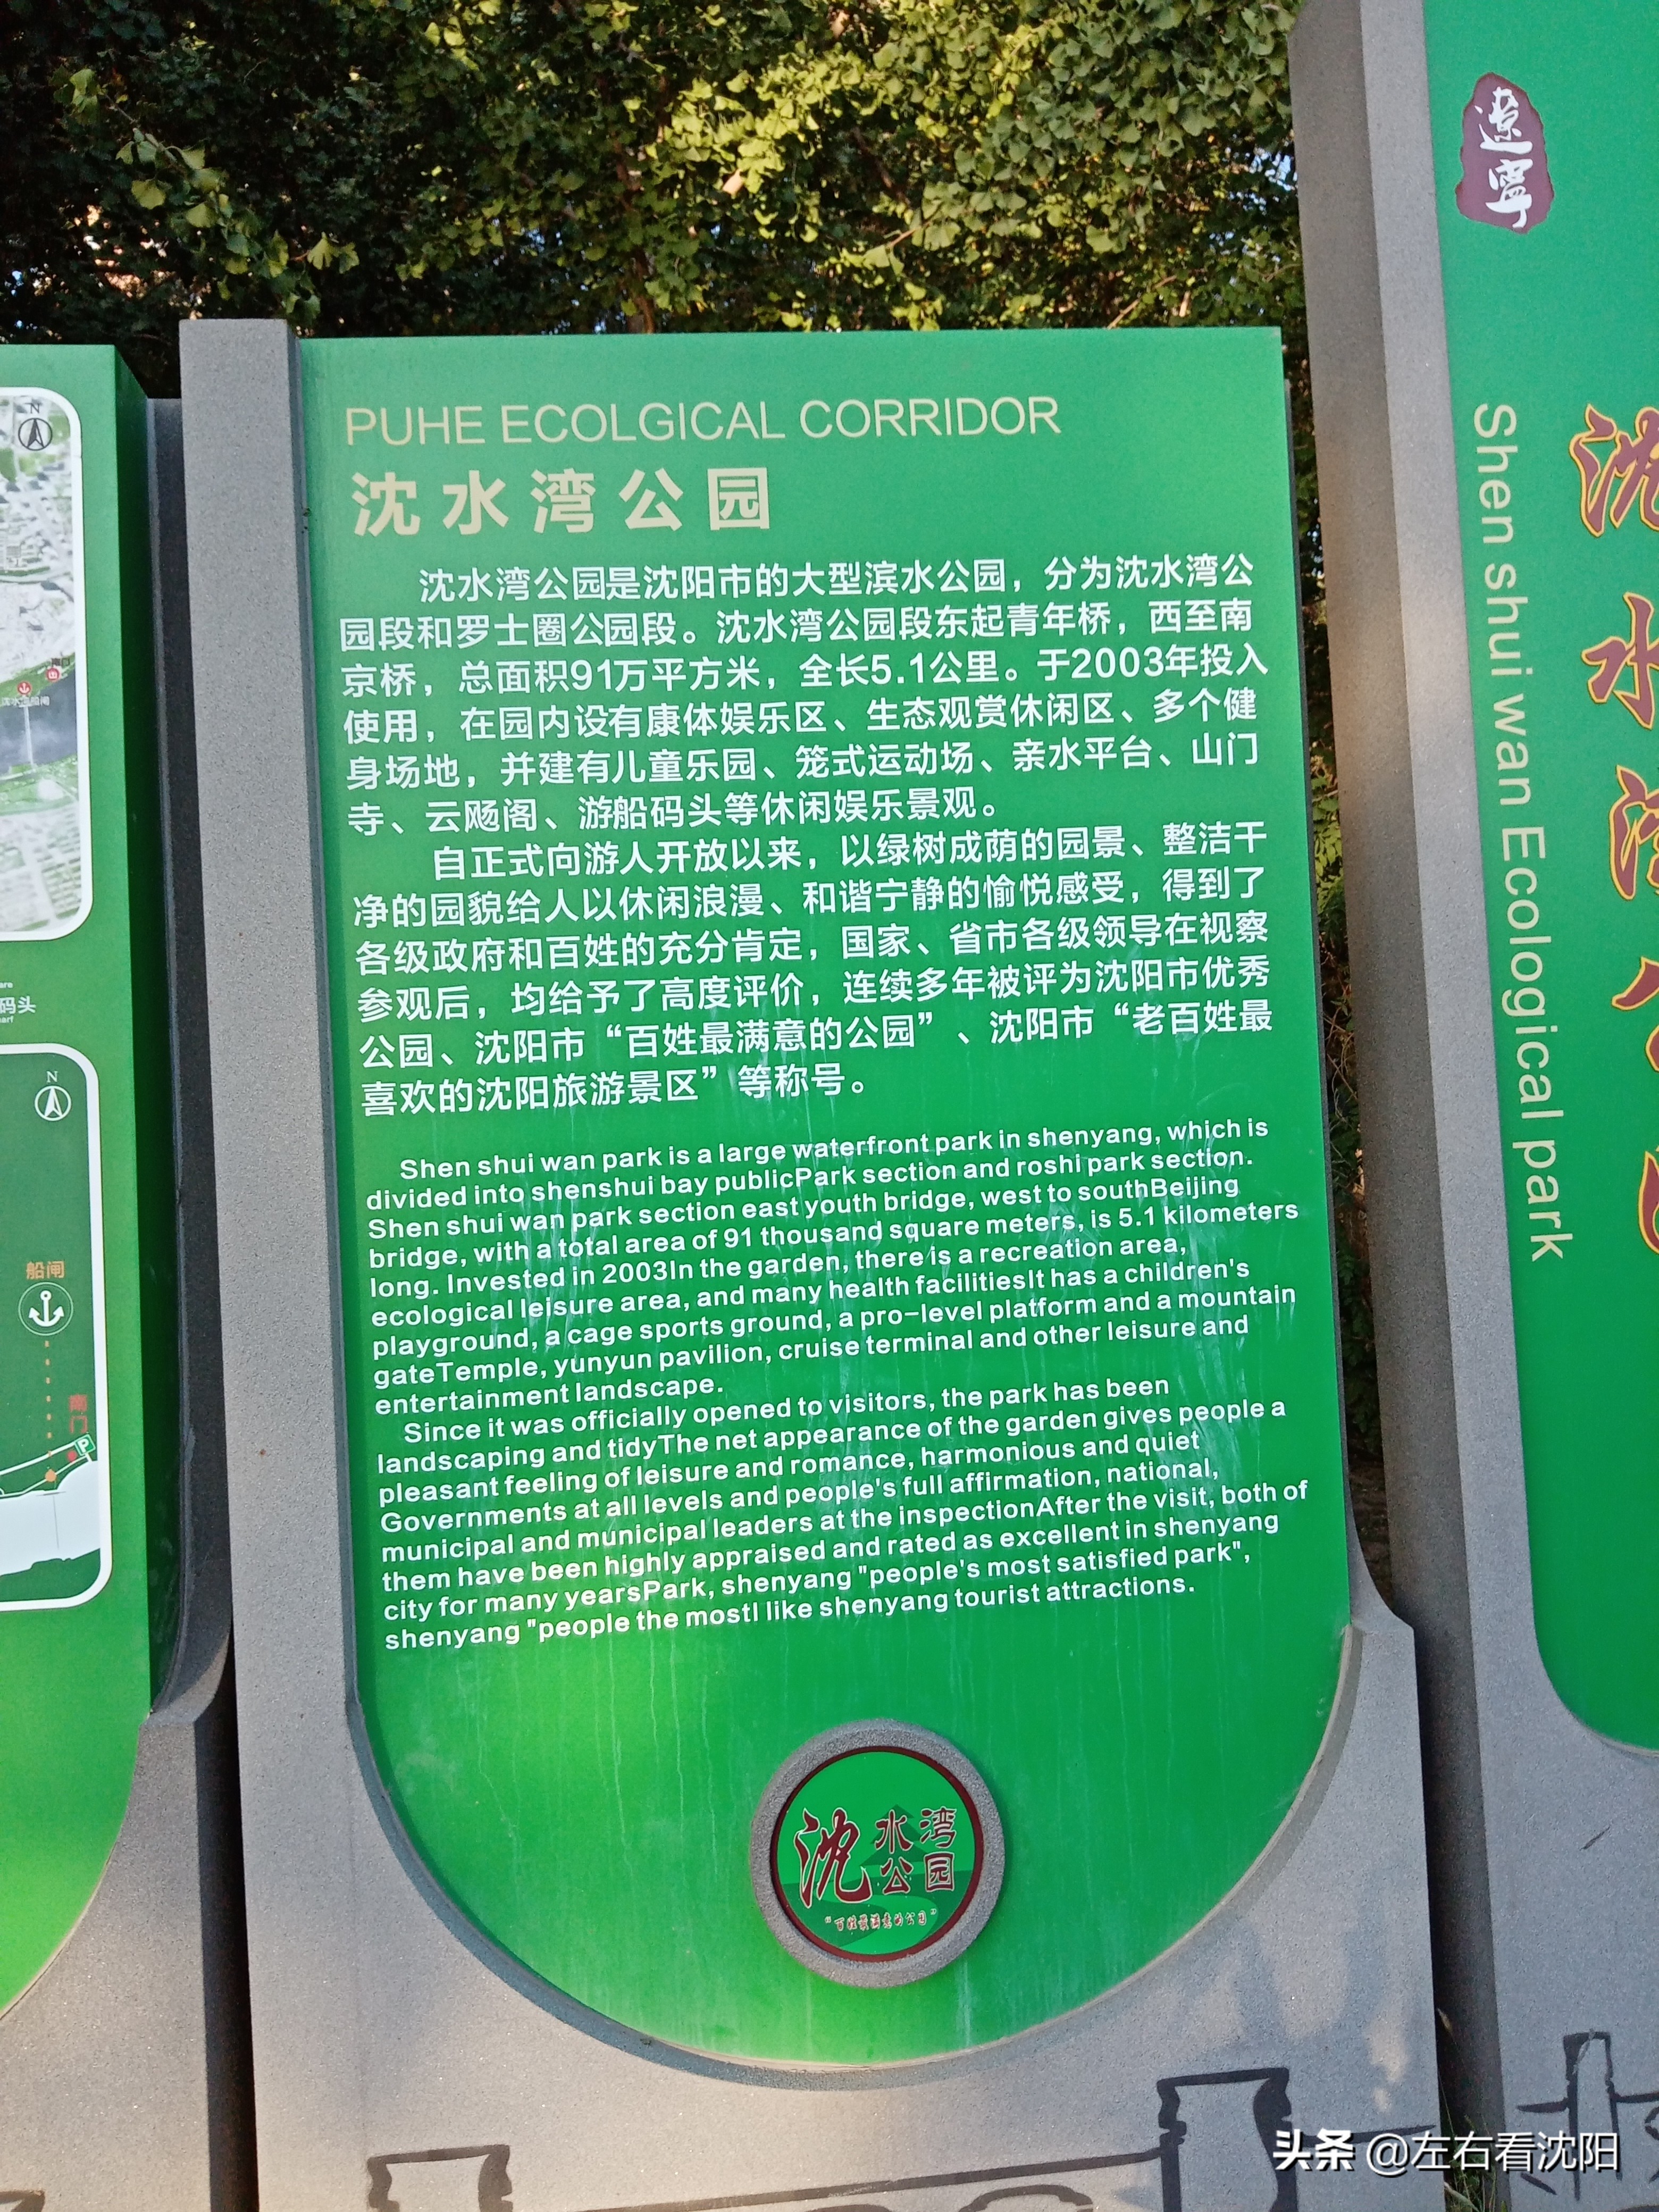 PUHE ECOLGICAL CORRIDOR
沈水湾公园
沈水湾公园是沈阳市的大型滨水公园，分为沈水湾公
园段和罗士圈公园段。沈水湾公园段东起青年桥，西至南
京桥，总面积91万平方米，全长5.1公里。于2003年投入
使用，在园内设有康体娱乐区、生态观赏休闲区、多个健
身场地，并建有儿童乐园、笼式运动场、亲水平台、山门
寺、云飏阁、游船码头等休闲娱乐景观。
自正式向游人开放以来，以绿树成荫的园景、整洁干
净的园貌给人以休闲浪漫、和谐宁静的愉悦感受，得到了
各级政府和百姓的充分肯定，国家、省市各级领导在视察
参观后，均给予了高度评价，连续多年被评为沈阳市优秀
公园、沈阳市“百姓最满意的公园”、沈阳市“老百姓最
喜欢的沈阳旅游景区”等称号。
Shen shui wan park is a large waterfront park in shenyang, which is
divided into shenshui bay publicPark section and roshi park section.
Shen shui wan park section east youth bridge, west to southBeijing
bridge, with a total area of 91 thousand square meters, is 5.1 kilometers
long. Invested in 2003In the garden, there is a recreation area,
ecological leisure area, and many health facilitiesIt has a children's
playground, a cage sports ground, a pro-level platform and a mountain
gateTemple, yunyun pavilion, cruise terminal and other leisure and
entertainment landscape.
Since it was officially opened to visitors, the park has been
landscaping and tidyThe net appearance of the garden gives people a
pleasant feeling of leisure and romance, harmonious and quiet
Governments at all levels and people's full affirmation, national,
municipal and municipal leaders at the inspectionAfter the visit, both of
them have been highly appraised and rated as excellent in shenyang
city for many yearsPark, shenyang "people's most satisfied park",
shenyang "people the mostI like shenyang tourist attractions.
沈水湾
公园
“百姓最满意的公园”
辽宁
沈水湾公
Shen shui wan Ecological park
N
码头
N
船闸
南门
P
头条 @左右看沈阳